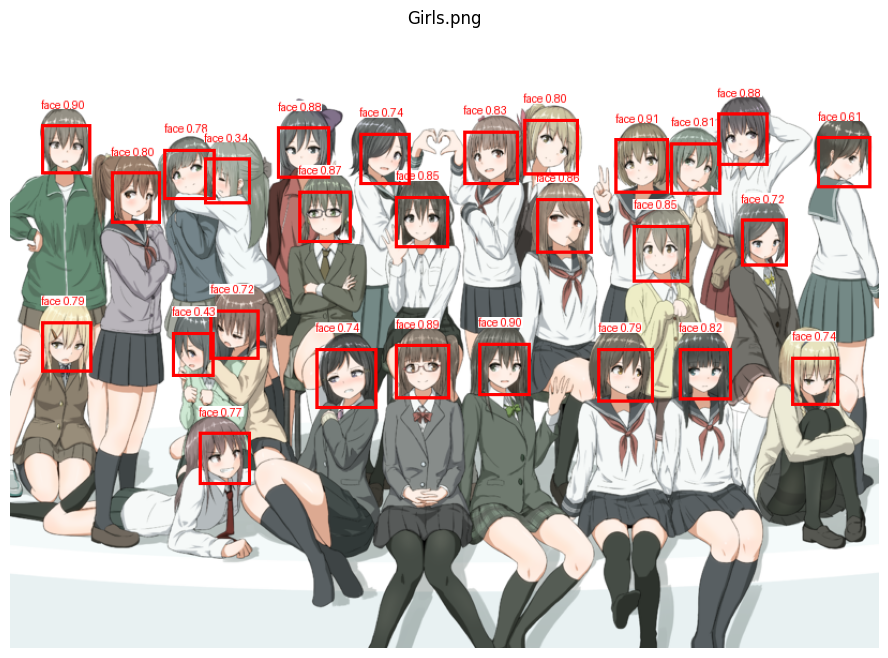 Girls.png
face 0.90
face 0.80
face 0.78
face 0.34
face 0.88
face 0.74
face 0.83
face 0.80
face 0.91
face 0.81
face 0.88
face 0.61
face 0.87
face 0.85
face 0.86
face 0.85
face 0.72
face 0.79
face 0.43
face 0.72
face 0.74
face 0.89
face 0.90
face 0.79
face 0.82
face 0.74
face 0.77